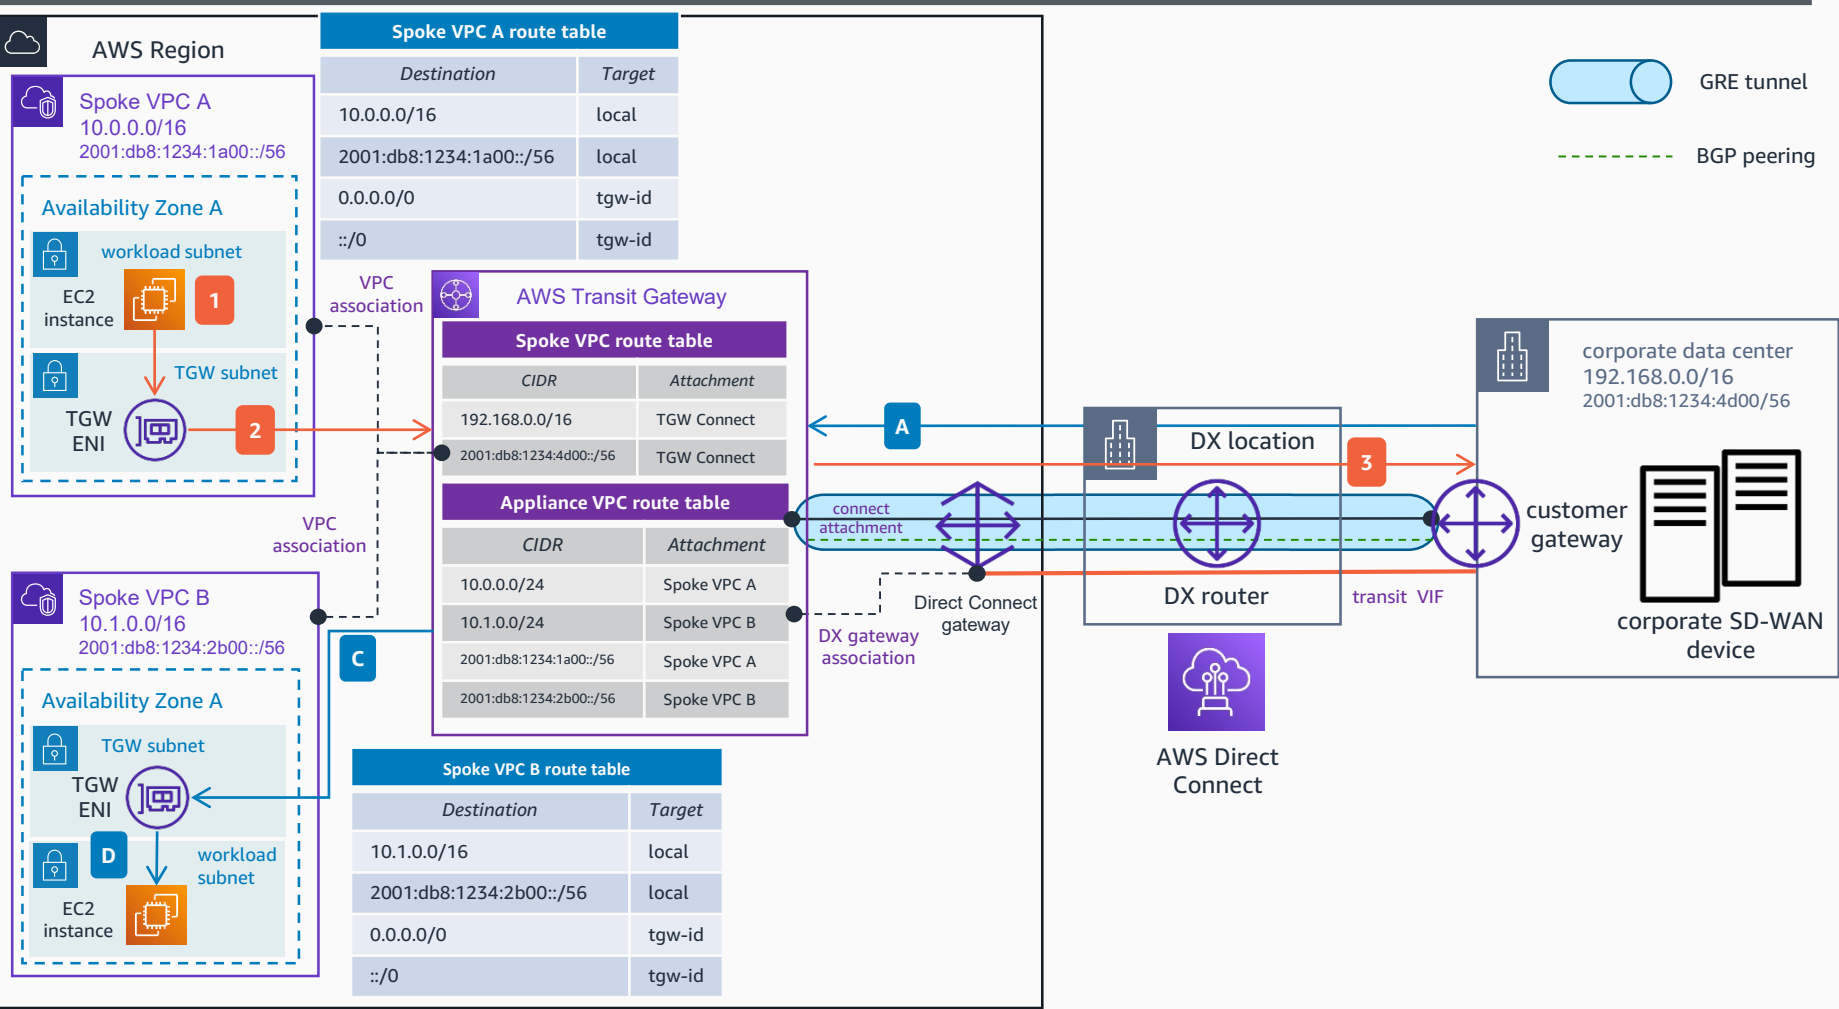 AWS Region
Spoke VPC A
10.0.0.0/16
2001:db8:1234:1a00::/56
Availability Zone A
workload subnet
EC2
instance
1
TGW subnet
TGW
ENI
2
Spoke VPC A route table
Destination Target
10.0.0.0/16 local
2001:db8:1234:1a00::/56 local
0.0.0.0/0 tgw-id
::/0 tgw-id
VPC
association
VPC
association
AWS Transit Gateway
Spoke VPC route table
CIDR Attachment
192.168.0.0/16 TGW Connect
2001:db8:1234:4d00::/56 TGW Connect
Appliance VPC route table
CIDR Attachment
10.0.0.0/24 Spoke VPC A
10.1.0.0/24 Spoke VPC B
2001:db8:1234:1a00::/56 Spoke VPC A
2001:db8:1234:2b00::/56 Spoke VPC B
Spoke VPC B
10.1.0.0/16
2001:db8:1234:2b00::/56
C
Availability Zone A
TGW subnet
TGW
ENI
D
workload
subnet
EC2
instance
Spoke VPC B route table
Destination Target
10.1.0.0/16 local
2001:db8:1234:2b00::/56 local
0.0.0.0/0 tgw-id
::/0 tgw-id
GRE tunnel
BGP peering
A
3
connect
attachment
Direct Connect
gateway
DX gateway
association
DX location
DX router
transit VIF
AWS Direct
Connect
corporate data center
192.168.0.0/16
2001:db8:1234:4d00/56
customer
gateway
corporate SD-WAN
device